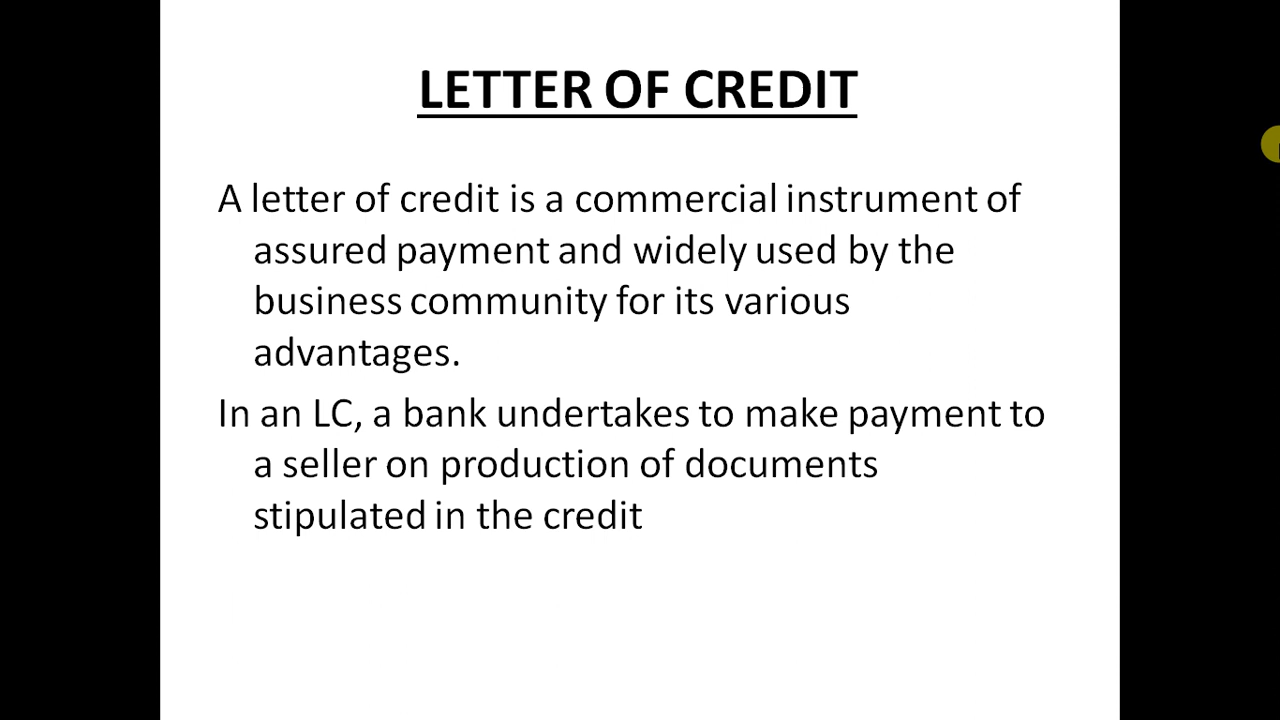 LETTER OF CREDIT
A letter of credit is a commercial instrument of
assured payment and widely used by the
business community for its various
advantages.
In an LC, a bank undertakes to make payment to
a seller on production of documents
stipulated in the credit